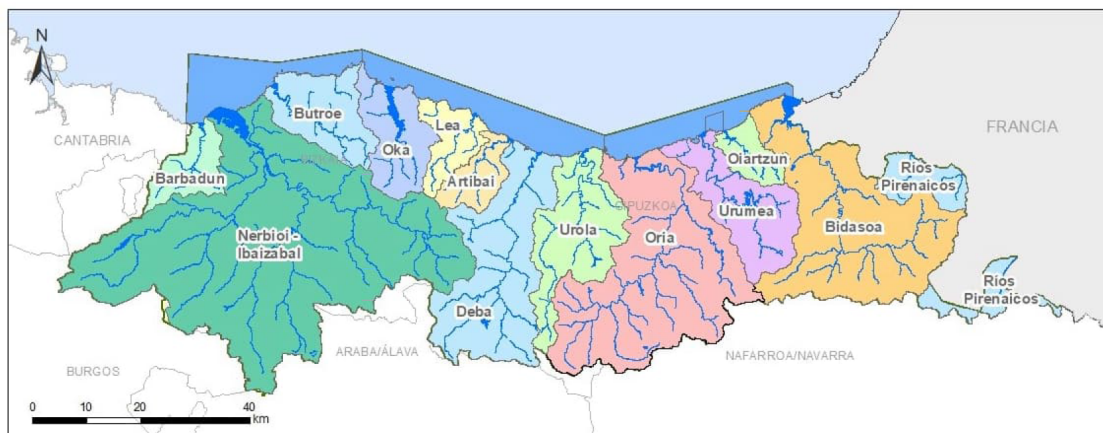 N
CANTABRIA
Butroe
Lea
Oka
Barbadun
Artibai
Oiartzun
FRANCIA
Ríos
Pirenaicos
Urumea
Urola
Oria
Bidasoa
Nerbioi -
Ibaizabal
Ríos
Pirenaicos
Deba
ARABA/ÁLAVA
NAFARROA/NAVARRA
BURGOS
0 10 20 40
km